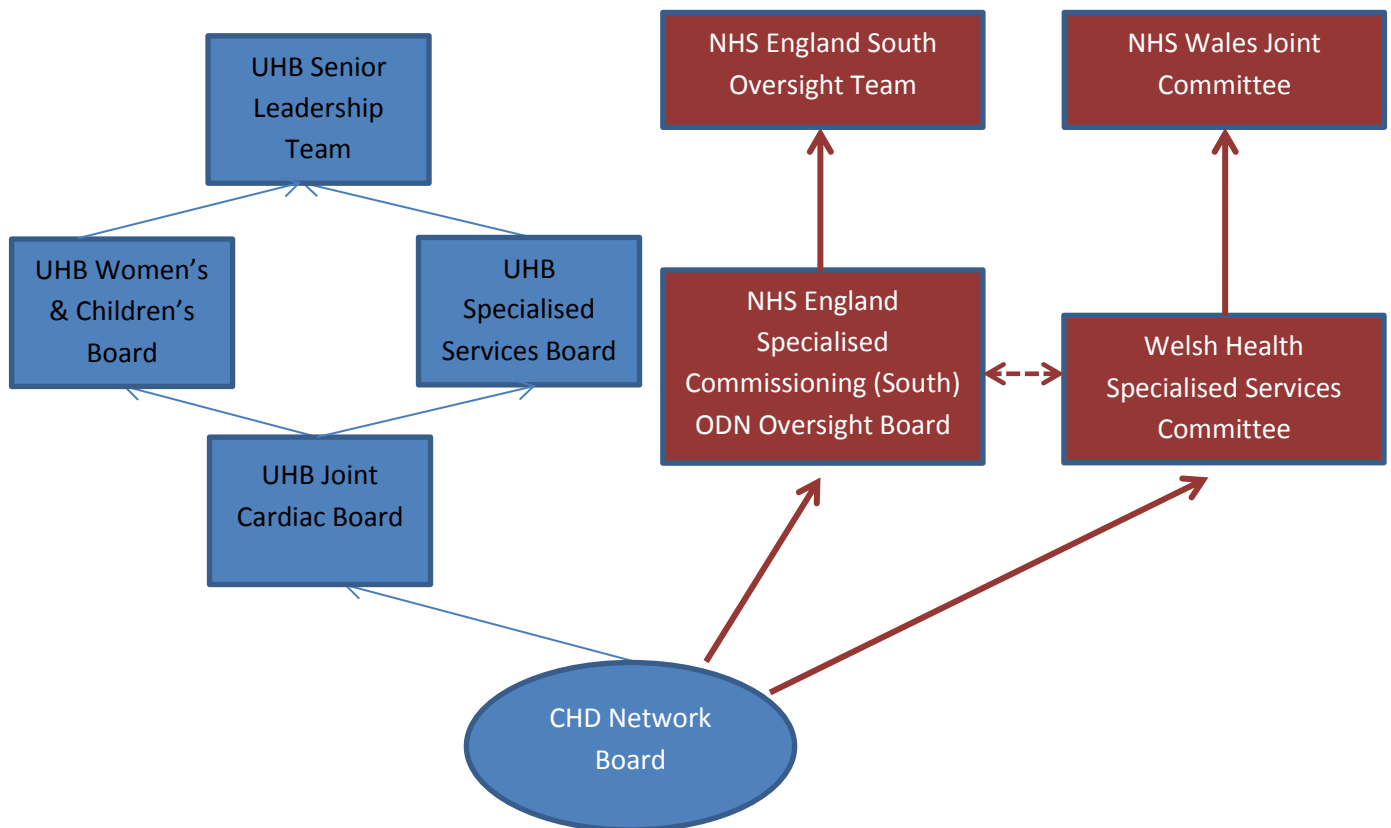 UHB Senior
Leadership
Team
NHS England South
Oversight Team
NHS Wales Joint
Committee
UHB Women’s
& Children’s
Board
UHB
Specialised
Services Board
NHS England
Specialised
Commissioning (South)
ODN Oversight Board
Welsh Health
Specialised Services
Committee
UHB Joint
Cardiac Board
CHD Network
Board